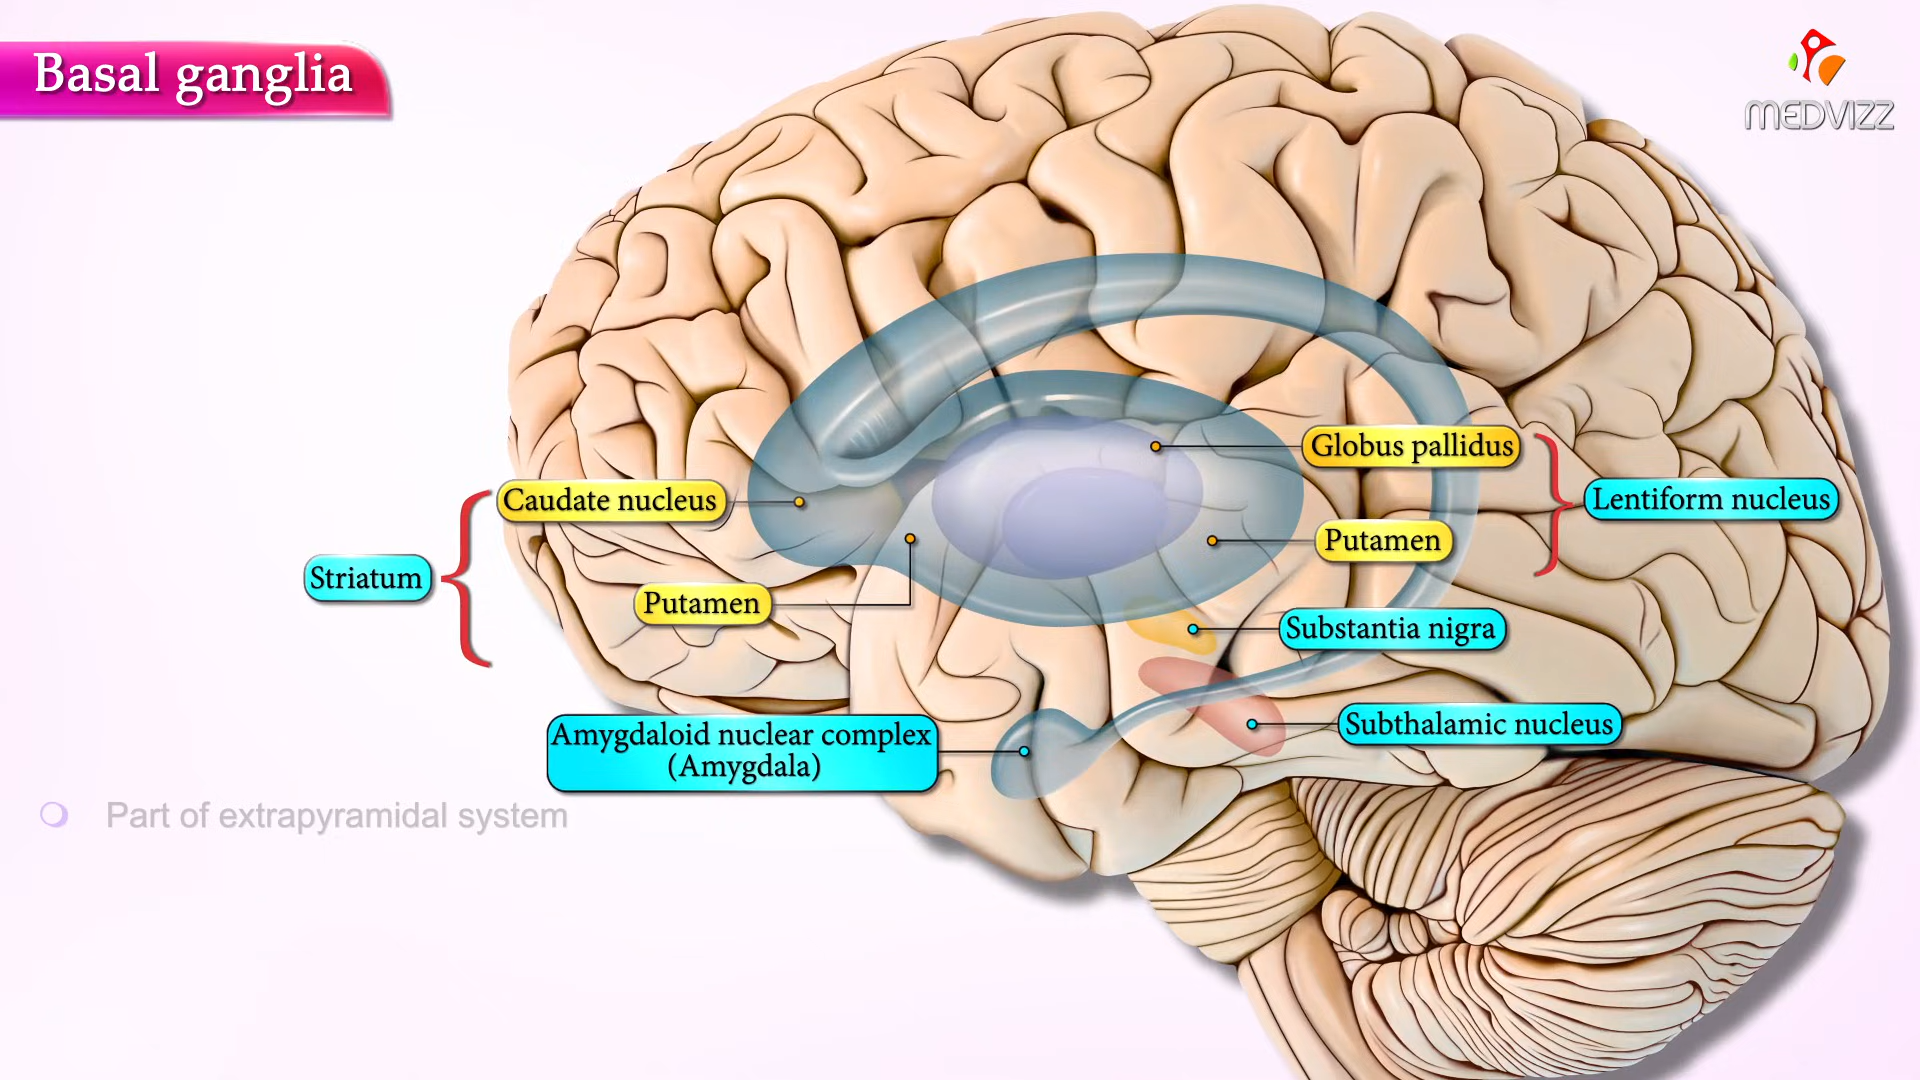 Basal ganglia
MEDVIZZ
Globus pallidus
Caudate nucleus
Lentiform nucleus
Putamen
Striatum
Putamen
Substantia nigra
Subthalamic nucleus
Amygdaloid nuclear complex
(Amygdala)
Part of extrapyramidal system